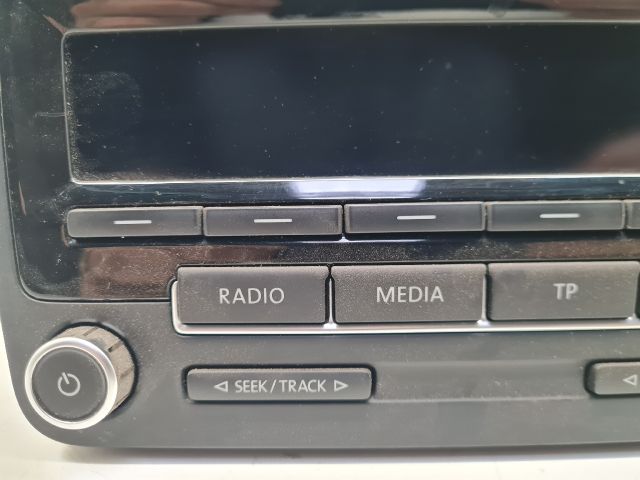 RADIO MEDIA TP
◁ SEEK/TRACK ▷ ◁